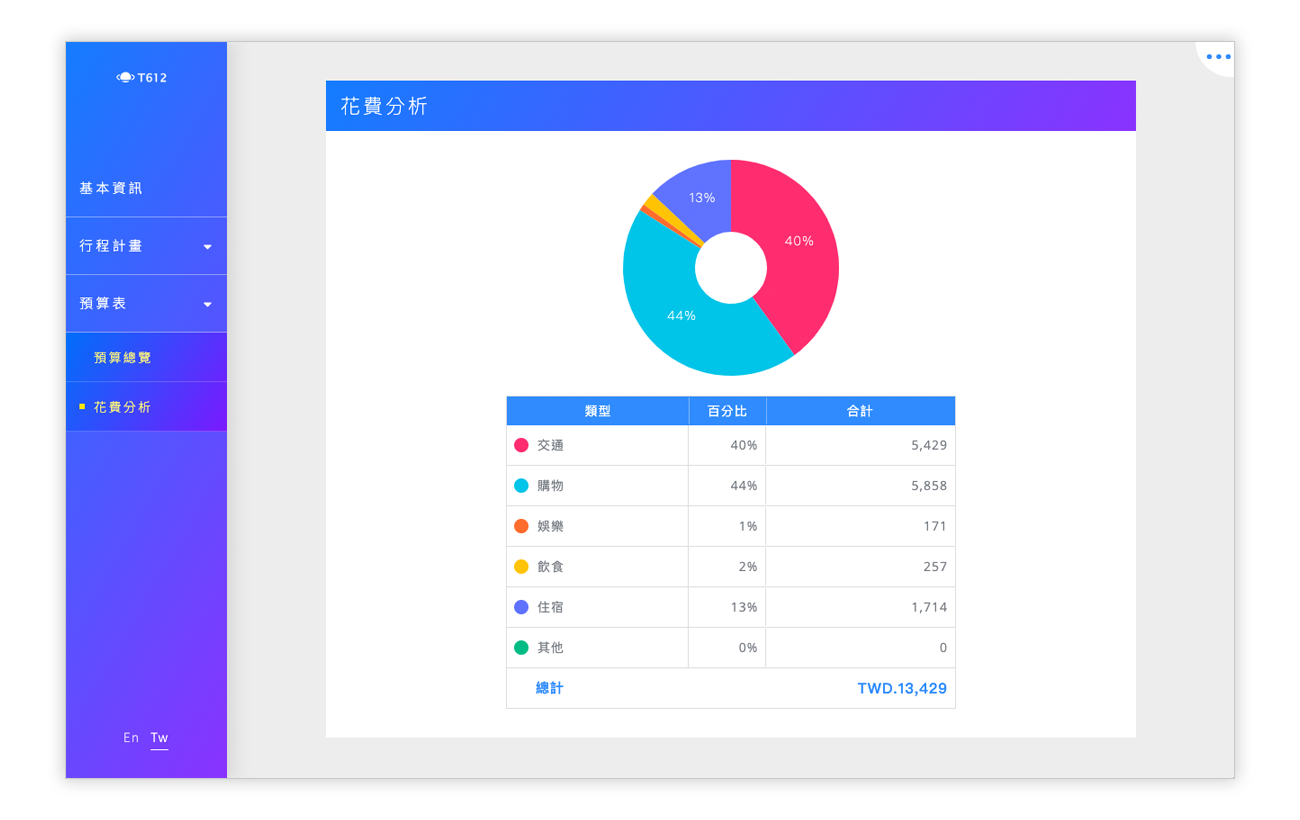 T612
基本資訊
行程計畫
預算表
預算總覽
花費分析
En Tw
花費分析
13%
40%
44%
類型 百分比 合計
交通 40% 5,429
購物 44% 5,858
娛樂 1% 171
飲食 2% 257
住宿 13% 1,714
其他 0% 0
總計 TWD.13,429